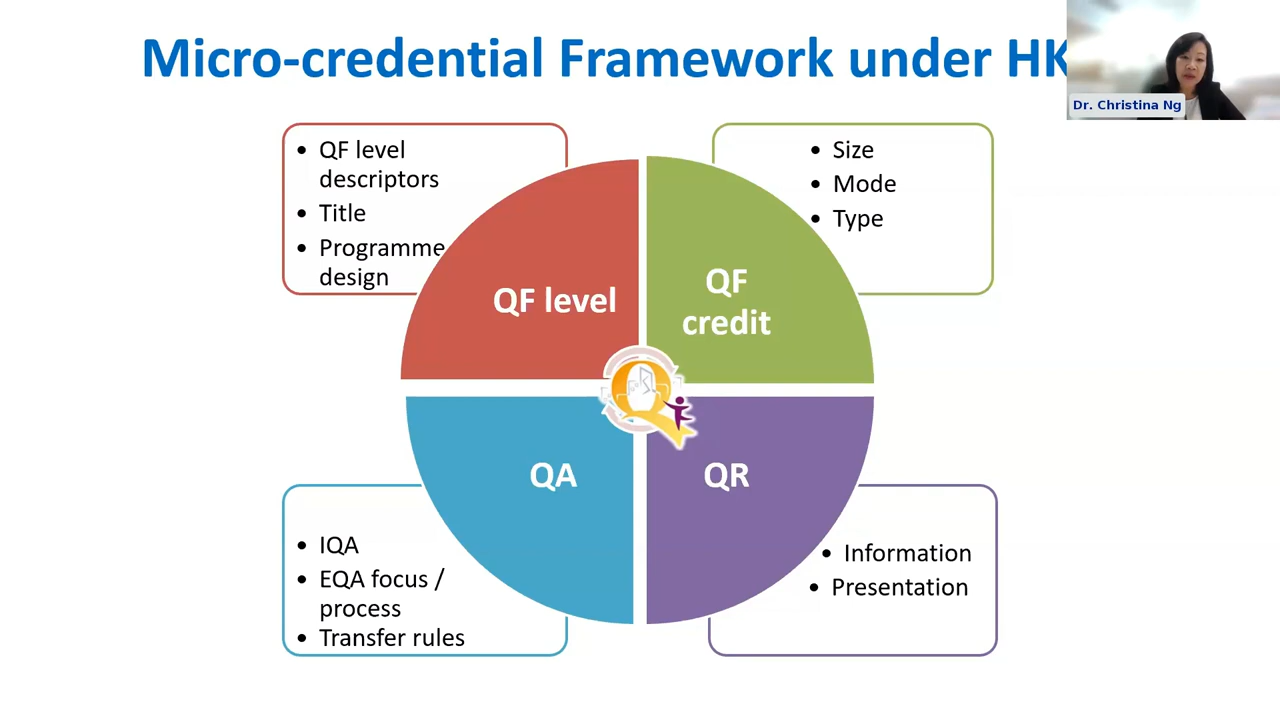 Micro-credential Framework under HK
Dr. Christina Ng
• QF level
descriptors
• Title
• Programme
design
• Size
• Mode
• Type
QF level
QF
credit
QA
QR
• IQA
• EQA focus /
process
• Transfer rules
• Information
• Presentation